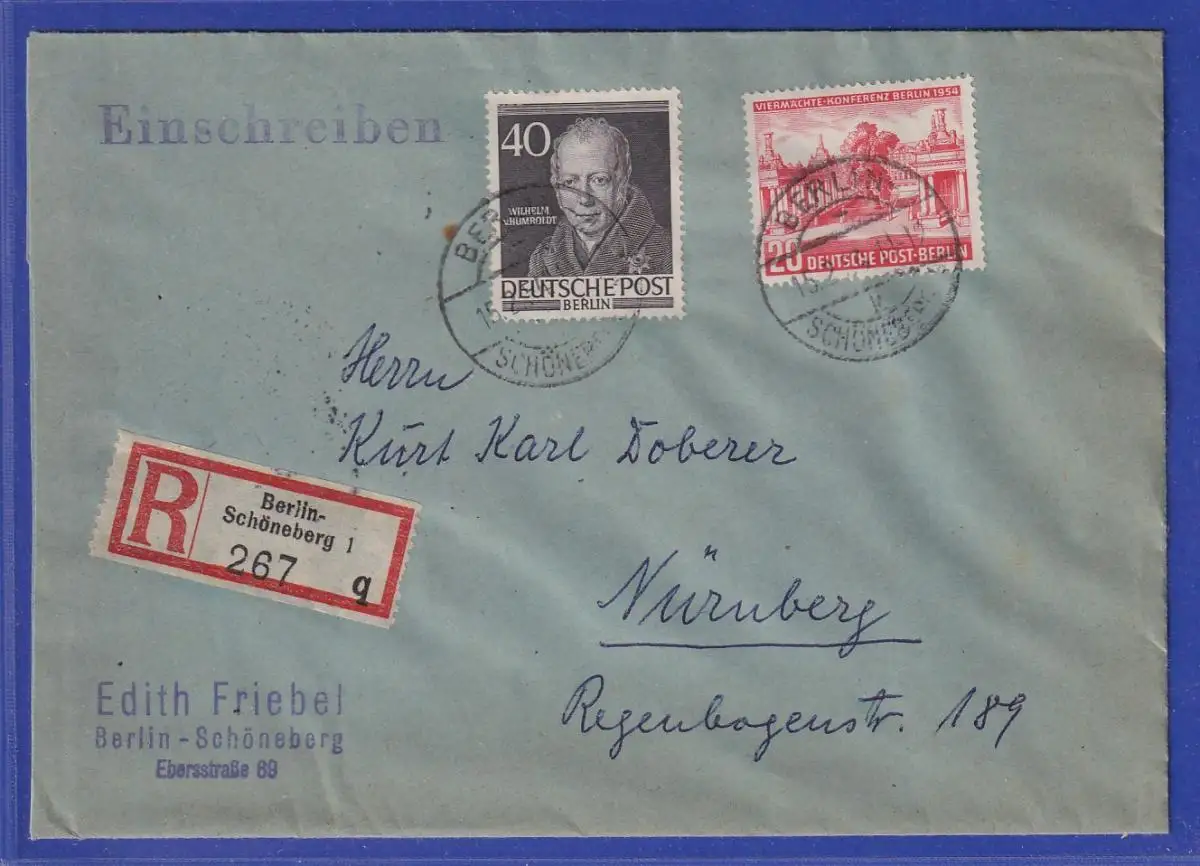 Einschreiben
40
WILHELM
v.HUMBOLDT
DEUTSCHE POST
BERLIN
VIERMÄCHTE-KONFERENZ BERLIN 1954
20 DEUTSCHE POST-BERLIN
BERLIN
SCHÖNEBERG
Herrn
Kurt Karl Doberer
R
Berlin-
Schöneberg 1
267 q
Nürnberg
Regenbogenstr. 189
Edith Friebel
Berlin-Schöneberg
Ebersstraße 69